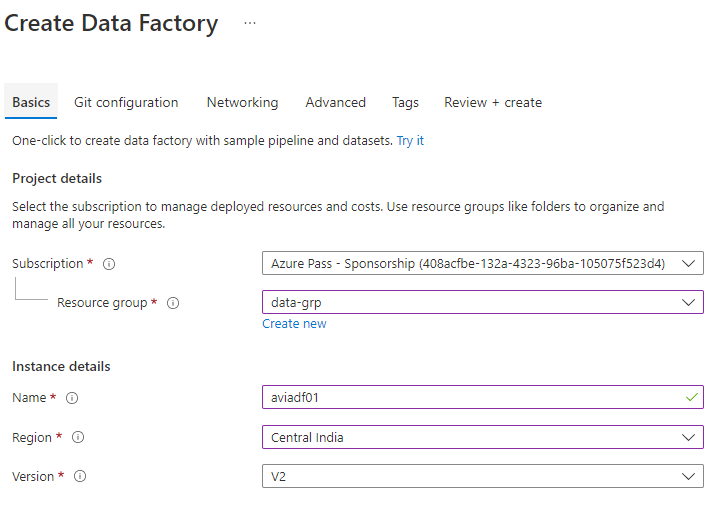 Create Data Factory ...
Basics Git configuration Networking Advanced Tags Review + create
One-click to create data factory with sample pipeline and datasets. Try it
Project details
Select the subscription to manage deployed resources and costs. Use resource groups like folders to organize and
manage all your resources.
Subscription * Azure Pass - Sponsorship (408acfbe-132a-4323-96ba-105075f523d4)
Resource group * data-grp
Create new
Instance details
Name * aviadf01
Region * Central India
Version * V2